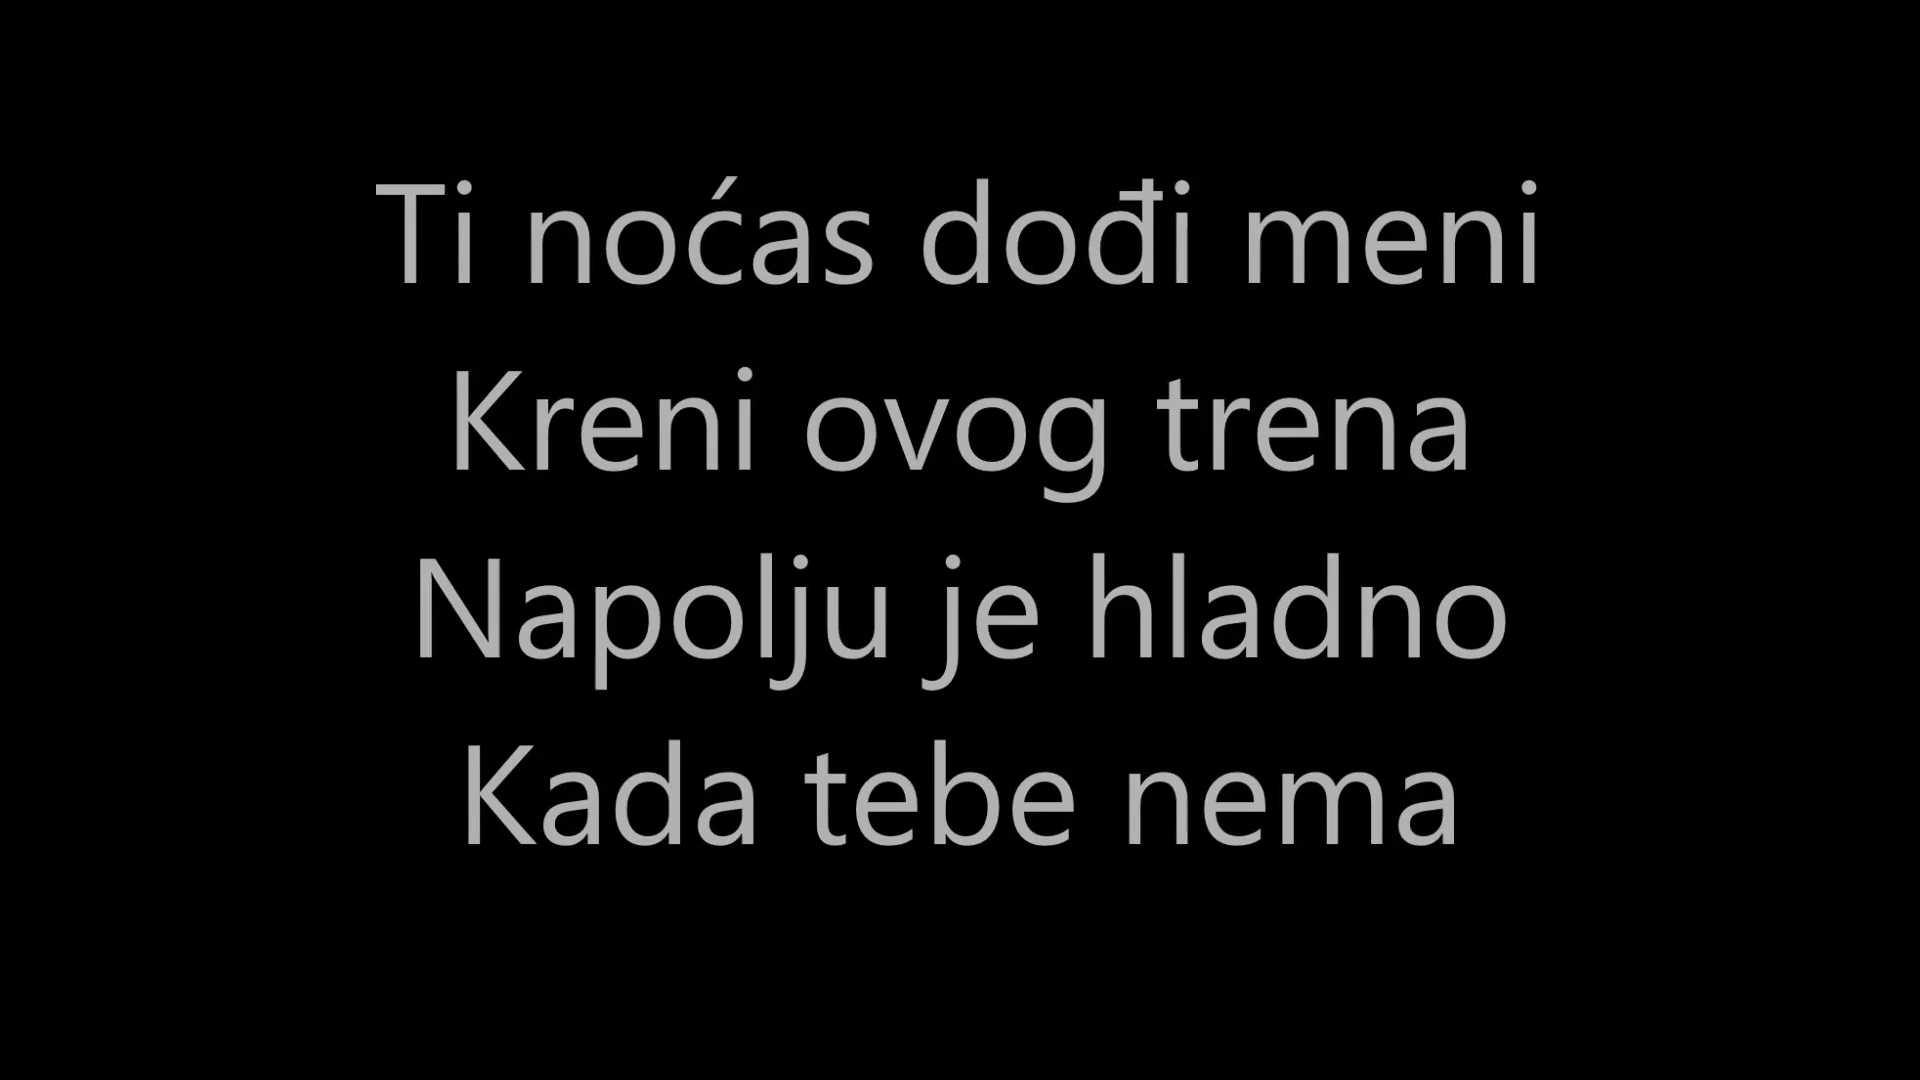 Ti noćas dođi meni
Kreni ovog trena
Napolju je hladno
Kada tebe nema